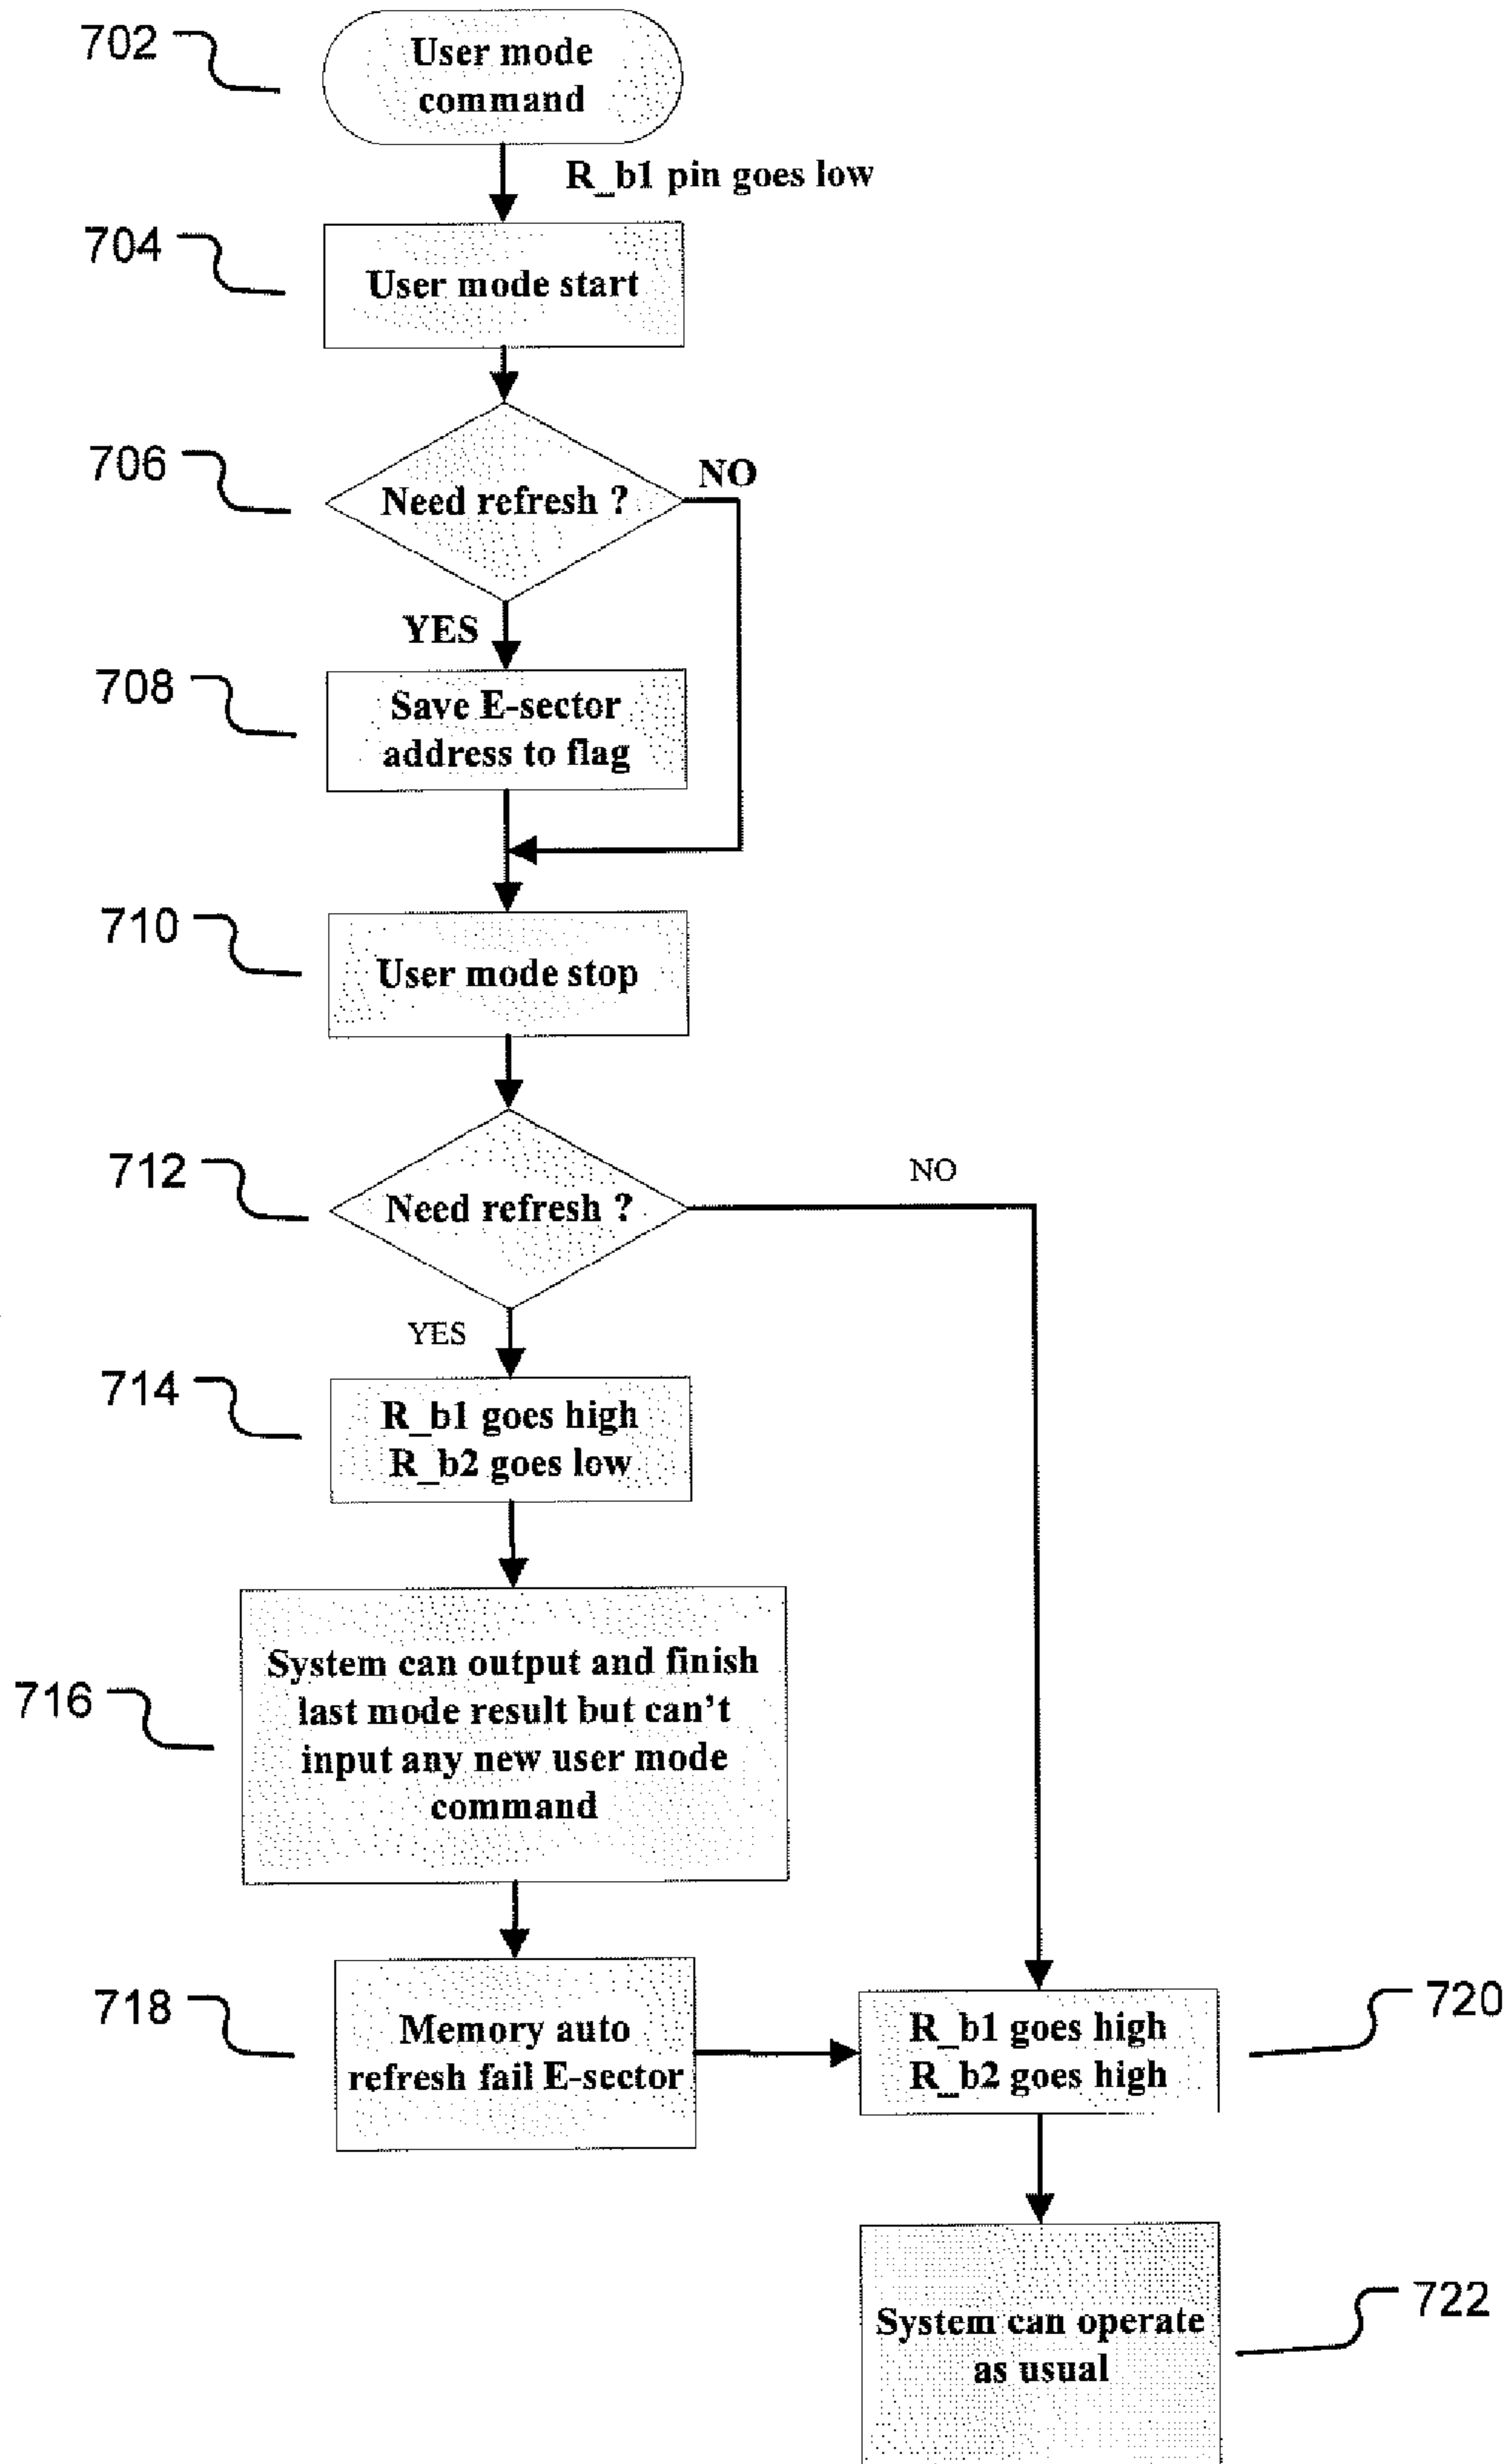 702
User mode
command
R_b1 pin goes low
704
User mode start
706
Need refresh ?
NO
YES
708
Save E-sector
address to flag
710
User mode stop
712
Need refresh ?
NO
YES
714
R_b1 goes high
R_b2 goes low
716
System can output and finish
last mode result but can't
input any new user mode
command
718
Memory auto
refresh fail E-sector
R_b1 goes high
R_b2 goes high
720
System can operate
as usual
722